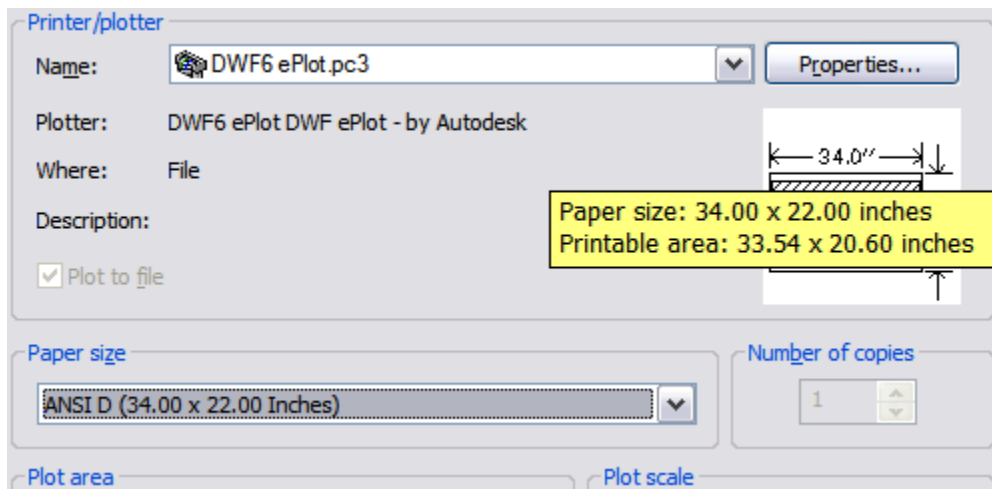 Printer/plotter
Name:
DWF6 ePlot.pc3
Properties...
Plotter:
DWF6 ePlot DWF ePlot - by Autodesk
Where:
File
34.0''
Description:
Paper size: 34.00 x 22.00 inches
Printable area: 33.54 x 20.60 inches
Plot to file
Paper size
Number of copies
ANSI D (34.00 x 22.00 Inches)
1
Plot area
Plot scale